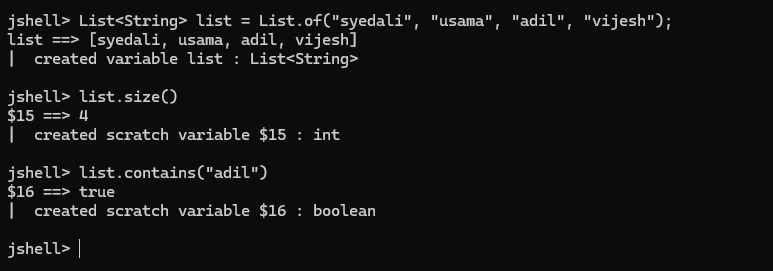 jshell> List<String> list = List.of("syedali", "usama", "adil", "vijesh");
list ==> [syedali, usama, adil, vijesh]
|  created variable list : List<String>
jshell> list.size()
$15 ==> 4
|  created scratch variable $15 : int
jshell> list.contains("adil")
$16 ==> true
|  created scratch variable $16 : boolean
jshell>